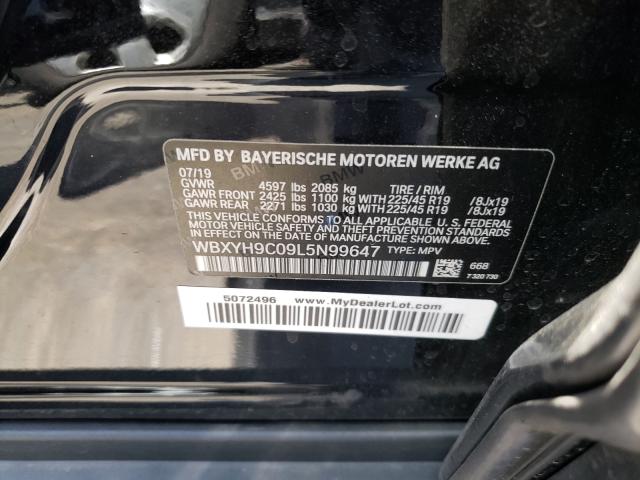 MFD BY BAYERISCHE MOTOREN WERKE AG
07/19
GVWR 4597 lbs 2085 kg TIRE / RIM
GAWR FRONT 2425 lbs 1100 kg WITH 225/45 R19 /8Jx19
GAWR REAR 2271 lbs 1030 kg WITH 225/45 R19 /8Jx19
THIS VEHICLE CONFORMS TO ALL APPLICABLE U.S. FEDERAL
MOTOR VEHICLE SAFETY, BUMPER, AND THEFT PREVENTION
STANDARDS IN EFFECT ON THE DATE OF MANUFACTURE SHOWN ABOVE.
WBXYH9C09L5N99647 TYPE: MPV
668
7 320 730
5072496 www.MyDealerLot.com